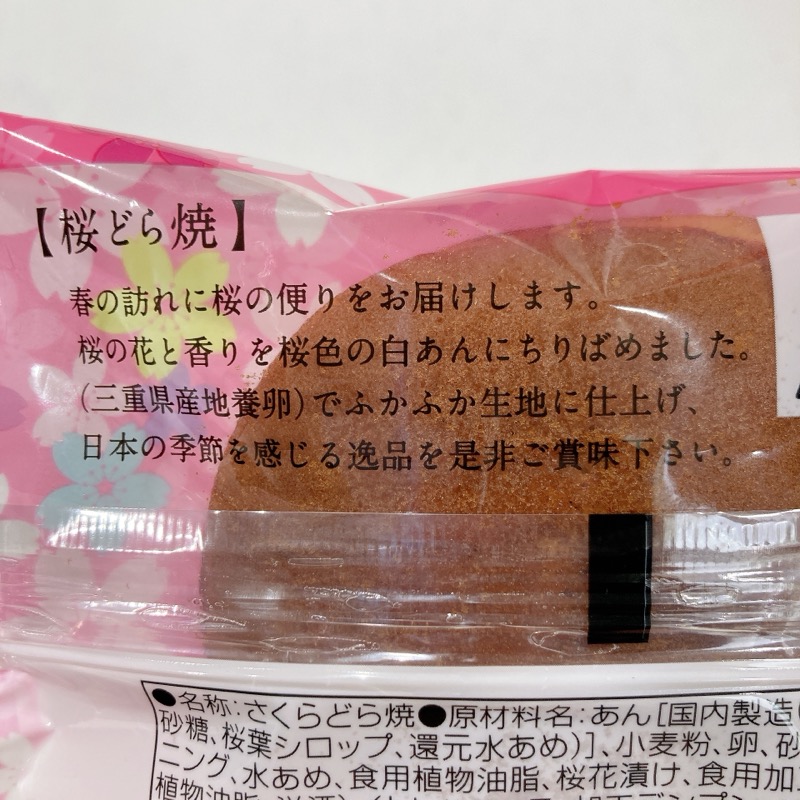 【桜どら焼】
春の訪れに桜の便りをお届けします。
桜の花と香りを桜色の白あんにちりばめました。
(三重県産地養卵)でふかふか生地に仕上げ、
日本の季節を感じる逸品を是非ご賞味下さい。
●名称:さくらどら焼●原材料名:あん[国内製造(
砂糖、桜葉シロップ、還元水あめ)]、小麦粉、卵、砂
ニング、水あめ、食用植物油脂、桜花漬け、食用加工
植物油脂、洋酒)